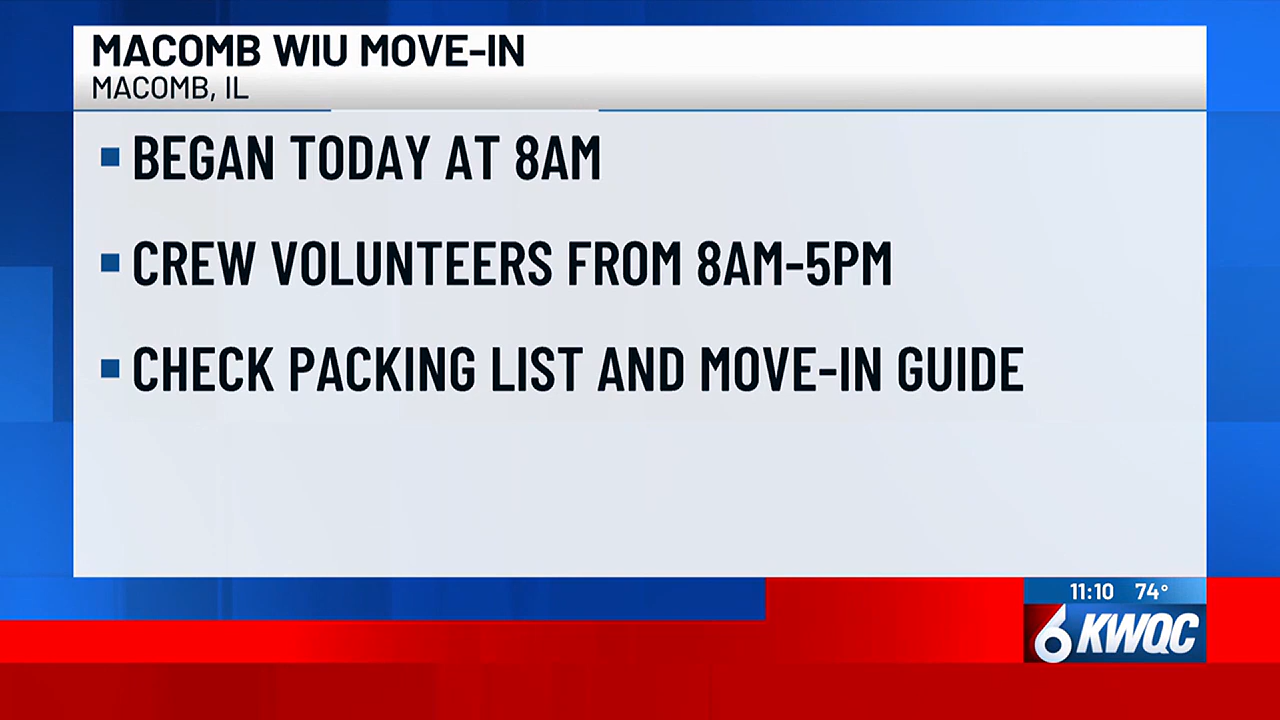 MACOMB WIU MOVE-IN
MACOMB, IL
BEGAN TODAY AT 8AM
CREW VOLUNTEERS FROM 8AM-5PM
CHECK PACKING LIST AND MOVE-IN GUIDE
11:10 74°
6 KWQC